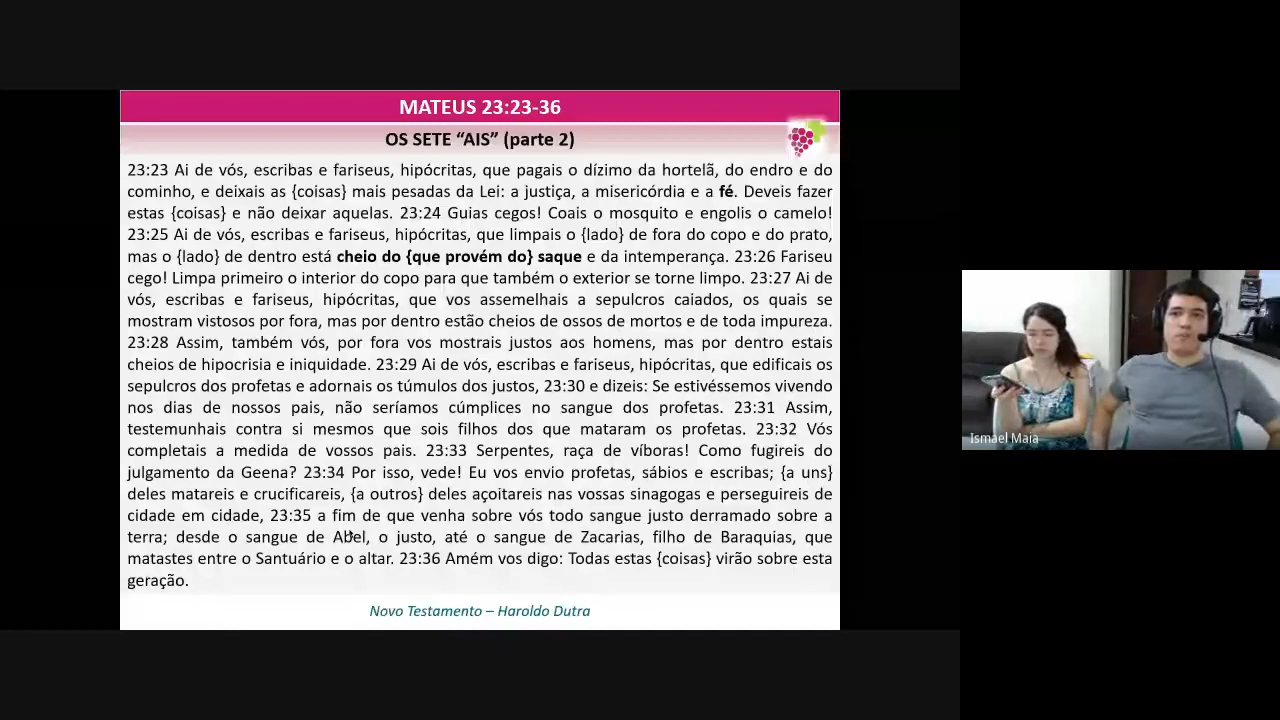 MATEUS 23:23-36
OS SETE “AIS” (parte 2)
23:23 Ai de vós, escribas e fariseus, hipócritas, que pagais o dízimo da hortelã, do endro e do
cominho, e deixais as {coisas} mais pesadas da Lei: a justiça, a misericórdia e a fé. Deveis fazer
estas {coisas} e não deixar aquelas. 23:24 Guias cegos! Coais o mosquito e engolis o camelo!
23:25 Ai de vós, escribas e fariseus, hipócritas, que limpais o {lado} de fora do copo e do prato,
mas o {lado} de dentro está cheio do {que provém do} saque e da intemperança. 23:26 Fariseu
cego! Limpa primeiro o interior do copo para que também o exterior se torne limpo. 23:27 Ai de
vós, escribas e fariseus, hipócritas, que vos assemelhais a sepulcros caiados, os quais se
mostram vistosos por fora, mas por dentro estão cheios de ossos de mortos e de toda impureza.
23:28 Assim, também vós, por fora vos mostrais justos aos homens, mas por dentro estais
cheios de hipocrisia e iniquidade. 23:29 Ai de vós, escribas e fariseus, hipócritas, que edificais os
sepulcros dos profetas e adornais os túmulos dos justos, 23:30 e dizeis: Se estivéssemos vivendo
nos dias de nossos pais, não seríamos cúmplices no sangue dos profetas. 23:31 Assim,
testemunhais contra si mesmos que sois filhos dos que mataram os profetas. 23:32 Vós
completais a medida de vossos pais. 23:33 Serpentes, raça de víboras! Como fugireis do
julgamento da Geena? 23:34 Por isso, vede! Eu vos envio profetas, sábios e escribas; {a uns}
deles matareis e crucificareis, {a outros} deles açoitareis nas vossas sinagogas e perseguireis de
cidade em cidade, 23:35 a fim de que venha sobre vós todo sangue justo derramado sobre a
terra; desde o sangue de Abel, o justo, até o sangue de Zacarias, filho de Baraquias, que
matastes entre o Santuário e o altar. 23:36 Amém vos digo: Todas estas {coisas} virão sobre esta
geração.
Novo Testamento – Haroldo Dutra
Ismael Maia